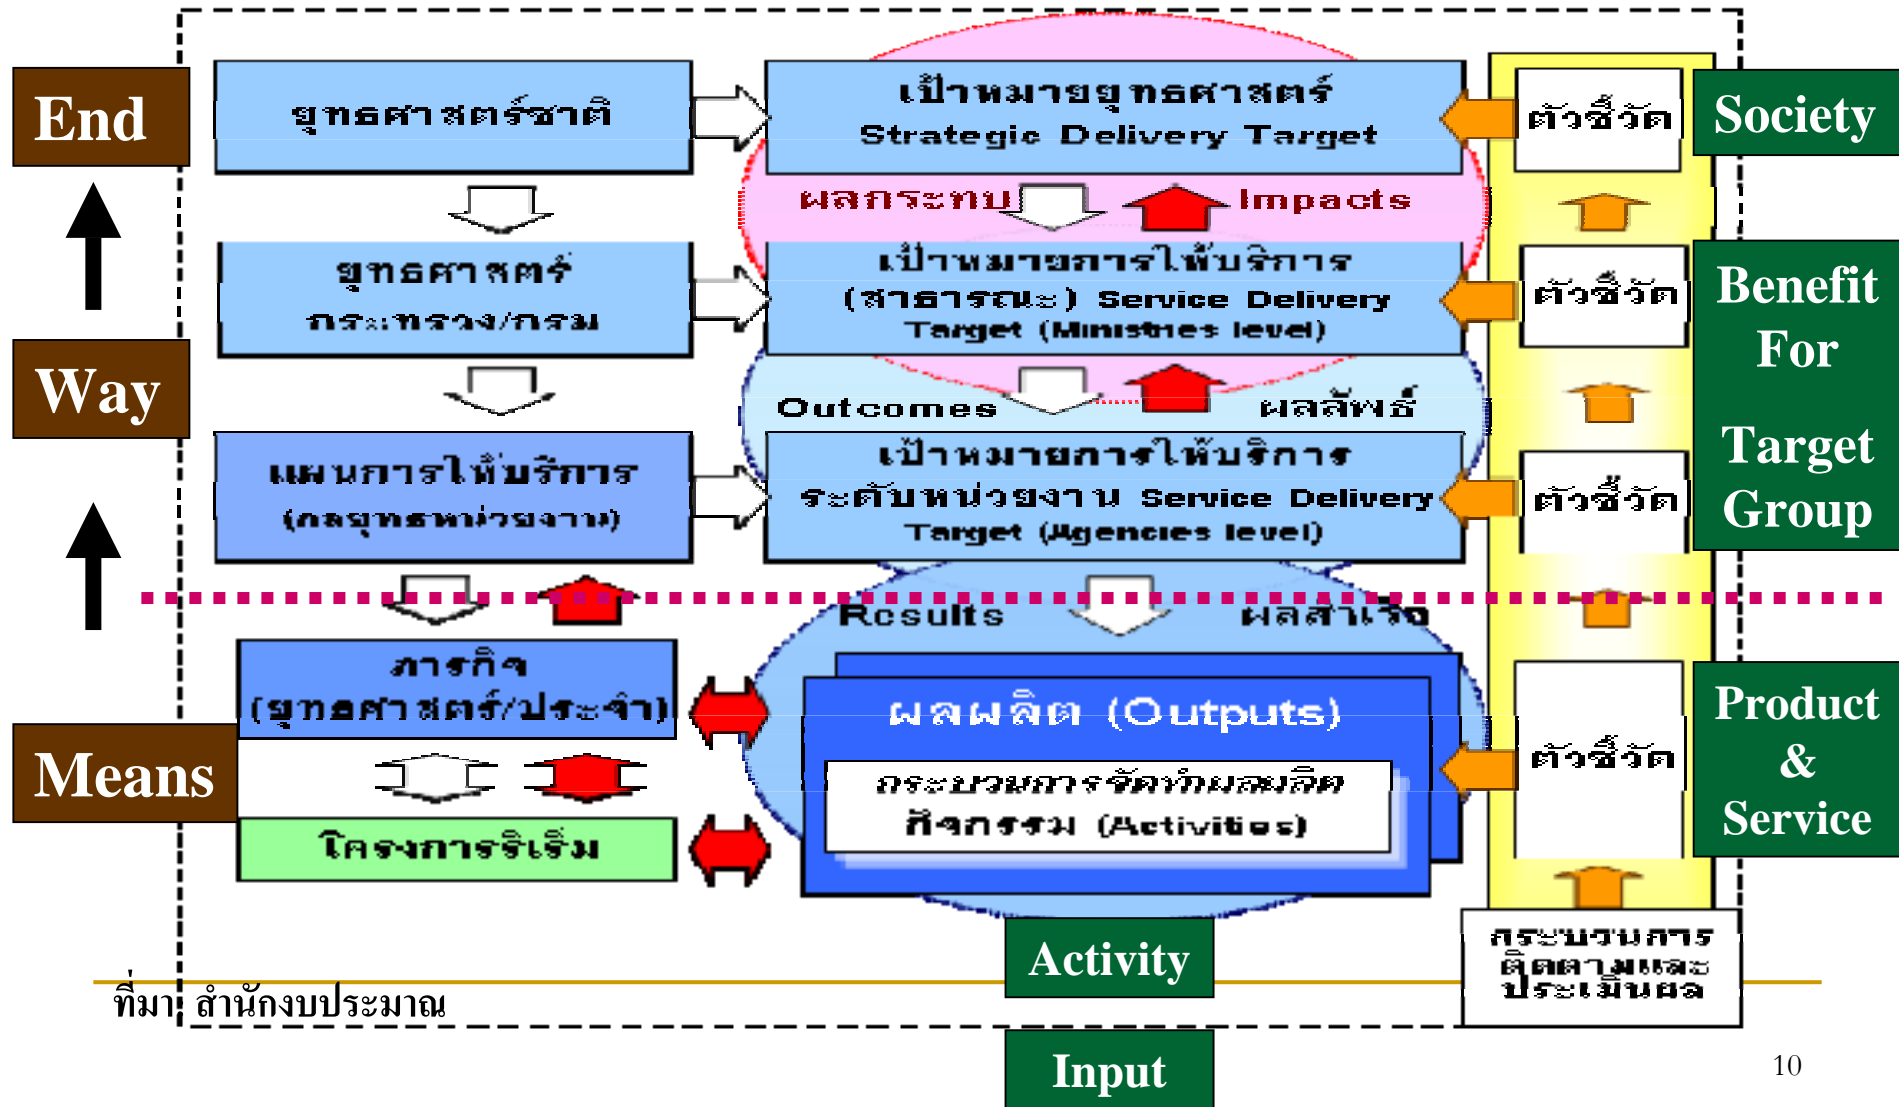 End
ยุทธศาสตร์ชาติ
เป้าหมายยุทธศาสตร์
Strategic Delivery Target
ตัวชี้วัด
Society
ผลกระทบ
Impacts
ยุทธศาสตร์
กระทรวง/กรม
เป้าหมายการให้บริการ
(สาธารณะ) Service Delivery
Target (Ministries level)
ตัวชี้วัด
Benefit
For
Target
Group
Way
Outcomes
ผลลัพธ์
แผนการให้บริการ
(กลยุทธหน่วยงาน)
เป้าหมายการให้บริการ
ระดับหน่วยงาน Service Delivery
Target (Agencies level)
ตัวชี้วัด
Results
ผลสำเร็จ
Means
ภารกิจ
(ยุทธศาสตร์/ประจำ)
ผลผลิต (Outputs)
กระบวนการจัดทำผลผลิต
กิจกรรม (Activities)
ตัวชี้วัด
Product
&
Service
โครงการริเริ่ม
Activity
กระบวนการ
ติดตามและ
ประเมินผล
ที่มา สำนักงบประมาณ
Input
10